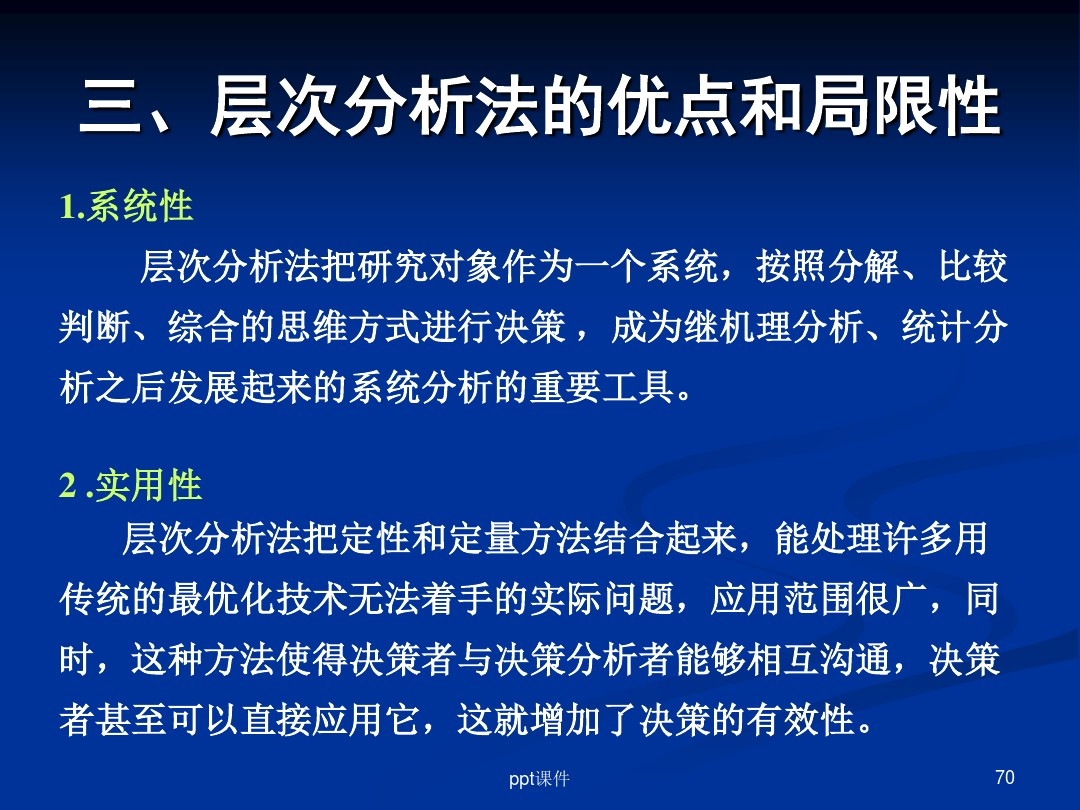 三、层次分析法的优点和局限性
1.系统性
层次分析法把研究对象作为一个系统，按照分解、比较
判断、综合的思维方式进行决策 ，成为继机理分析、统计分
析之后发展起来的系统分析的重要工具。
2 .实用性
层次分析法把定性和定量方法结合起来，能处理许多用
传统的最优化技术无法着手的实际问题，应用范围很广，同
时，这种方法使得决策者与决策分析者能够相互沟通，决策
者甚至可以直接应用它，这就增加了决策的有效性。
ppt课件
70